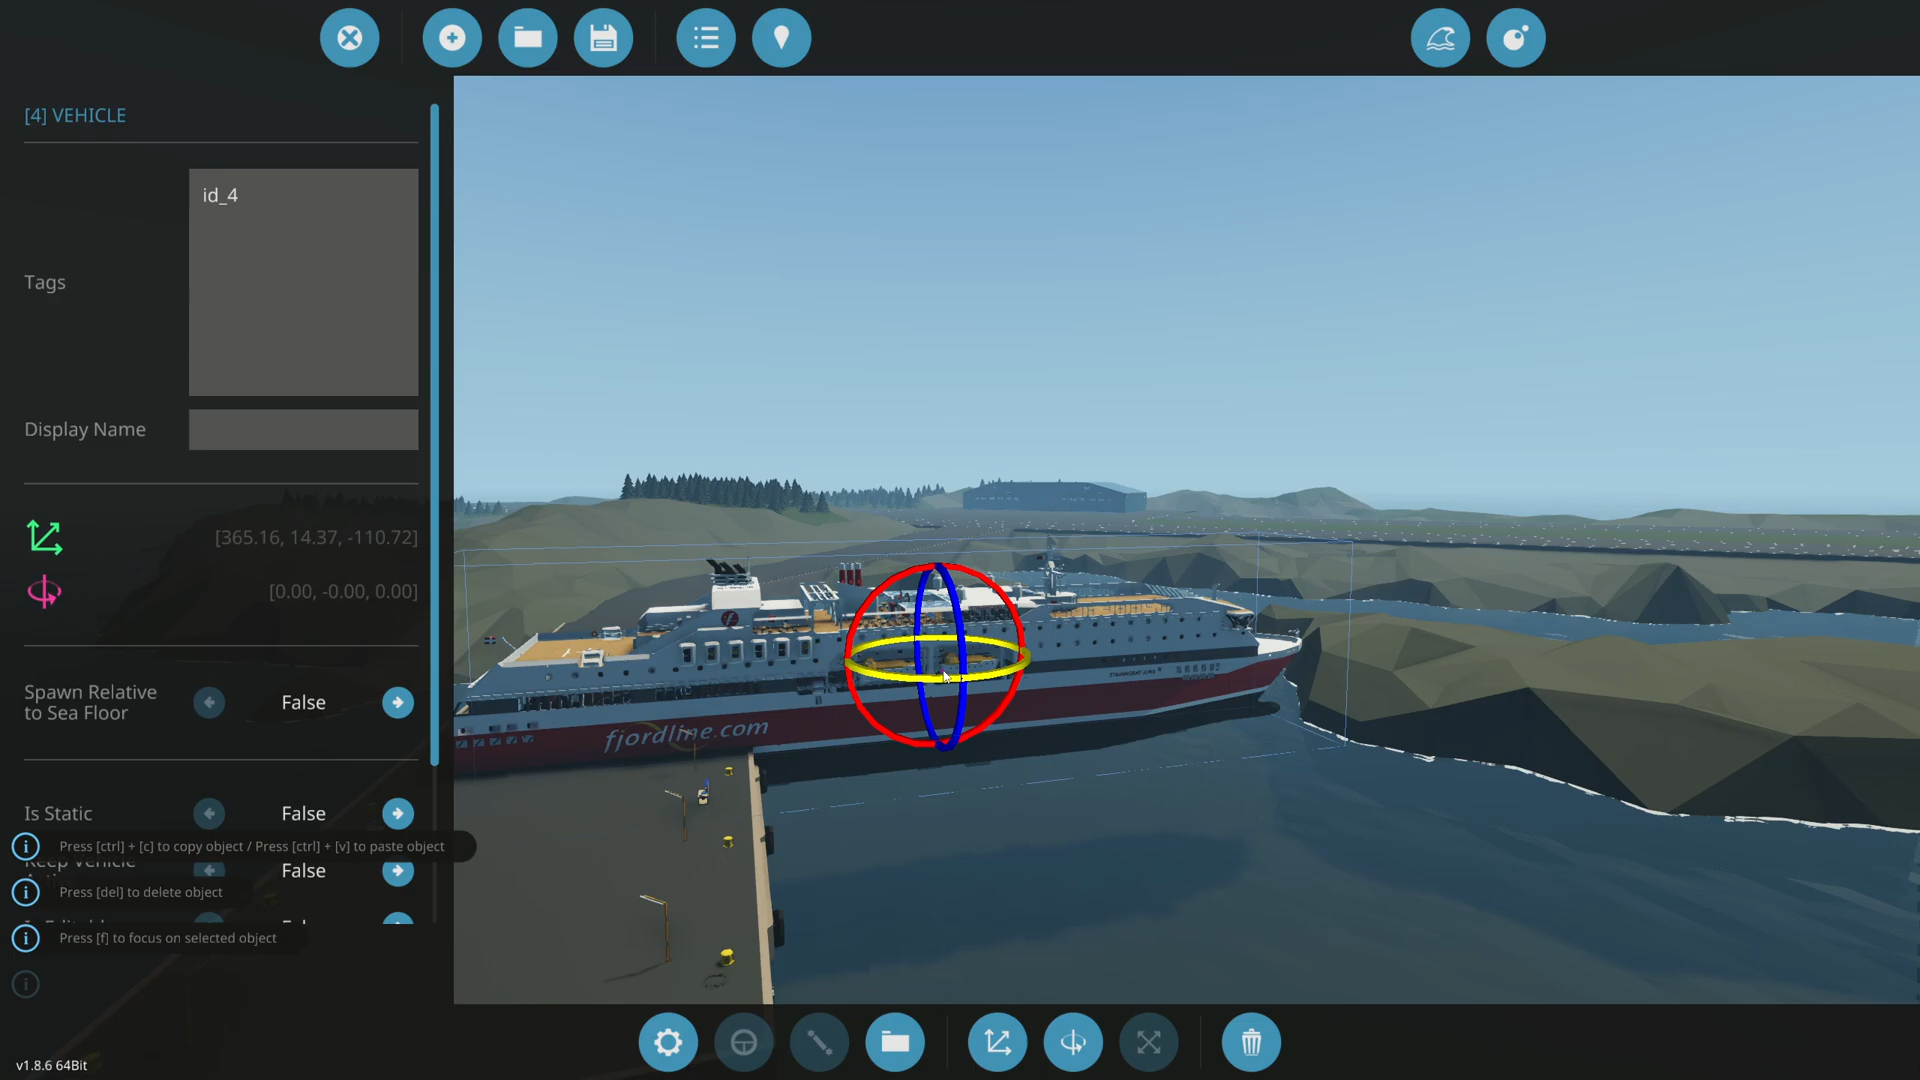 [4] VEHICLE
id_4
Tags
Display Name
[365.16, 14.37, -110.72]
[0.00, -0.00, 0.00]
Spawn Relative
to Sea Floor
False
Is Static
False
Press [ctrl] + [c] to copy object / Press [ctrl] + [v] to paste object
Keep Vehicle
False
Press [del] to delete object
Press [f] to focus on selected object
fjordline.com
v1.8.6 64Bit